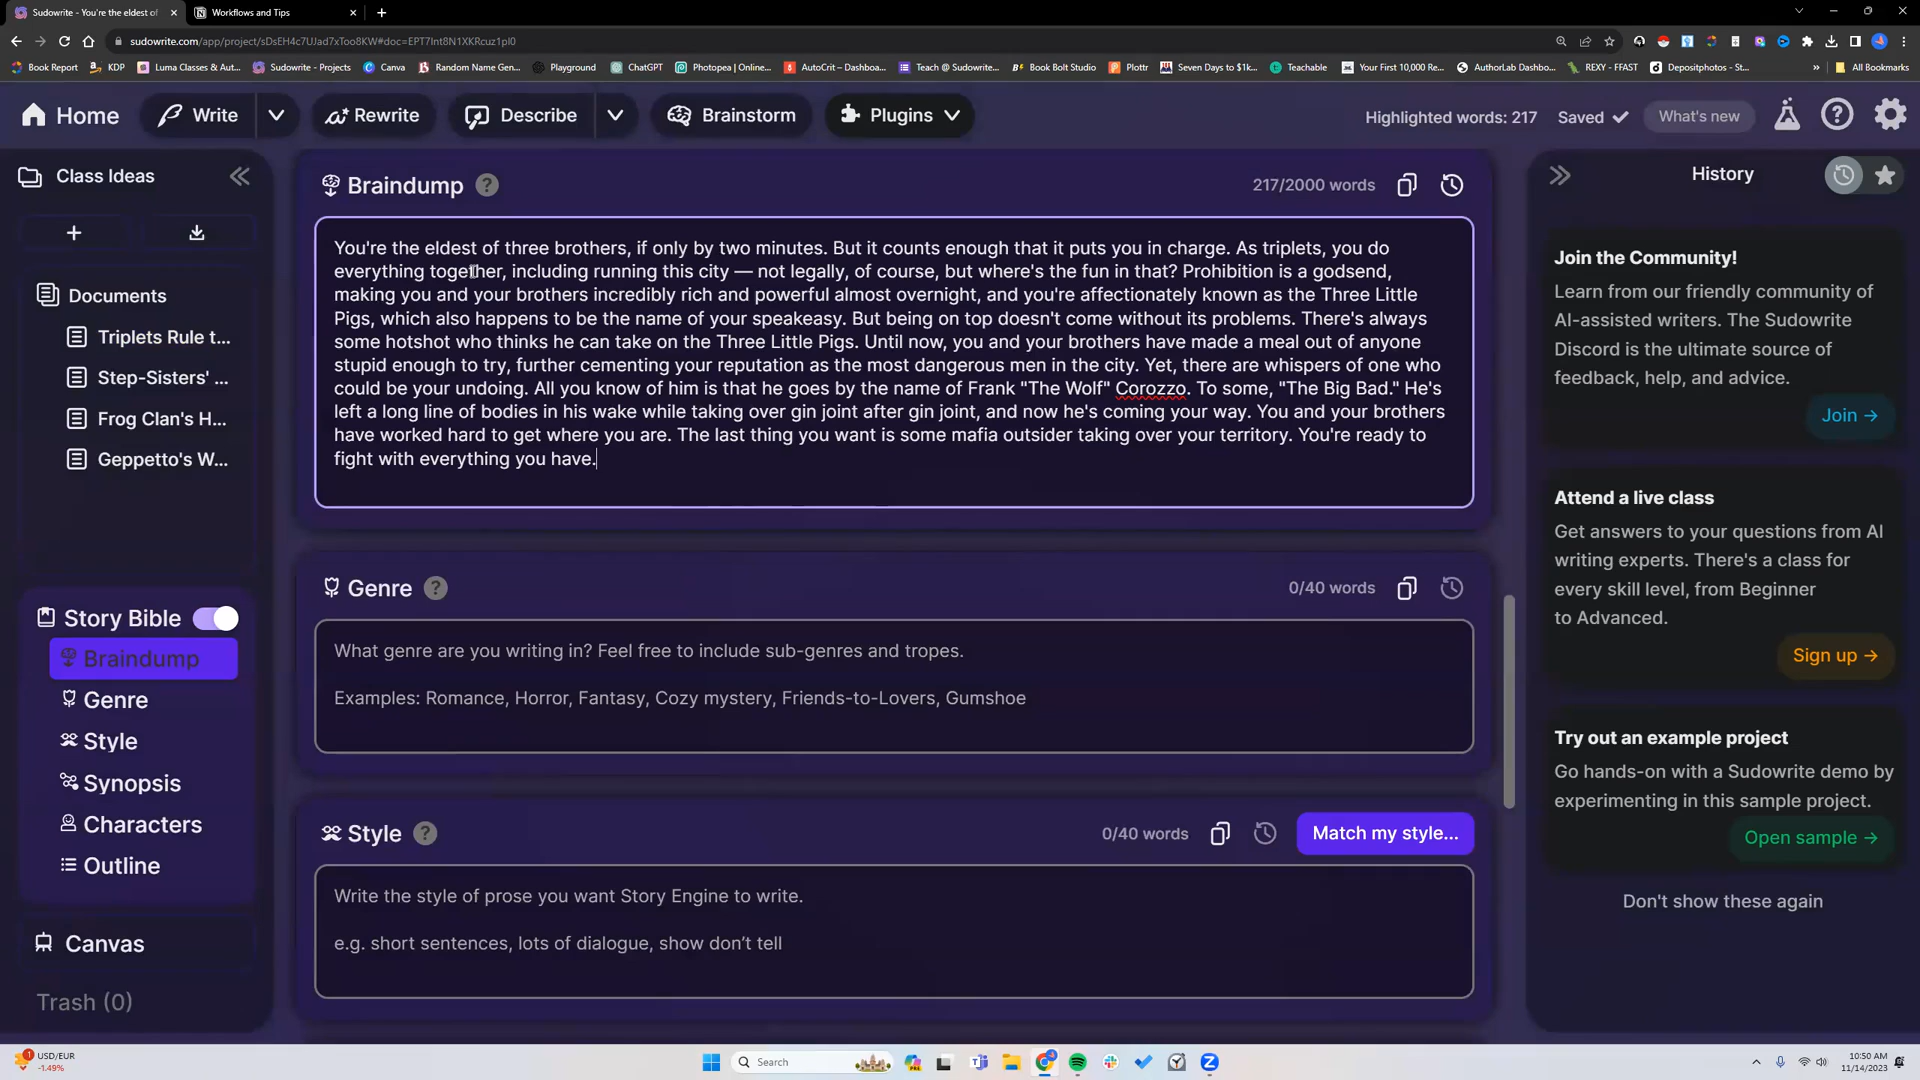 Sudowrite - You're the eldest of
Workflows and Tips
sudowrite.com/app/project/sDsEH4c7UJad7xToo8KW#doc=EPT7Int8N1XKRcuz1pI0
Book Report
KDP
Luma Classes & Aut...
Sudowrite - Projects
Canva
Random Name Gen...
Playground
ChatGPT
Photopea | Online...
AutoCrit – Dashboa...
Teach @ Sudowrite...
Book Bolt Studio
Plottr
Seven Days to $1k...
Teachable
Your First 10,000 Re...
AuthorLab Dashbo...
REXY - FFAST
Depositphotos - St...
All Bookmarks
Home
Write
Rewrite
Describe
Brainstorm
Plugins
Highlighted words: 217
Saved
What's new
Class Ideas
Documents
Triplets Rule t...
Step-Sisters' ...
Frog Clan's H...
Geppetto's W...
Story Bible
Braindump
Genre
Style
Synopsis
Characters
Outline
Canvas
Trash (0)
Braindump
217/2000 words
You're the eldest of three brothers, if only by two minutes. But it counts enough that it puts you in charge. As triplets, you do
everything together, including running this city — not legally, of course, but where's the fun in that? Prohibition is a godsend,
making you and your brothers incredibly rich and powerful almost overnight, and you're affectionately known as the Three Little
Pigs, which also happens to be the name of your speakeasy. But being on top doesn't come without its problems. There's always
some hotshot who thinks he can take on the Three Little Pigs. Until now, you and your brothers have made a meal out of anyone
stupid enough to try, further cementing your reputation as the most dangerous men in the city. Yet, there are whispers of one who
could be your undoing. All you know of him is that he goes by the name of Frank "The Wolf" Corozzo. To some, "The Big Bad." He's
left a long line of bodies in his wake while taking over gin joint after gin joint, and now he's coming your way. You and your brothers
have worked hard to get where you are. The last thing you want is some mafia outsider taking over your territory. You're ready to
fight with everything you have.
Genre
0/40 words
What genre are you writing in? Feel free to include sub-genres and tropes.
Examples: Romance, Horror, Fantasy, Cozy mystery, Friends-to-Lovers, Gumshoe
Style
0/40 words
Match my style...
Write the style of prose you want Story Engine to write.
e.g. short sentences, lots of dialogue, show don't tell
History
Join the Community!
Learn from our friendly community of
AI-assisted writers. The Sudowrite
Discord is the ultimate source of
feedback, help, and advice.
Join →
Attend a live class
Get answers to your questions from AI
writing experts. There's a class for
every skill level, from Beginner
to Advanced.
Sign up →
Try out an example project
Go hands-on with a Sudowrite demo by
experimenting in this sample project.
Open sample →
Don't show these again
USD/EUR
-1.49%
Search
10:50 AM
11/14/2023